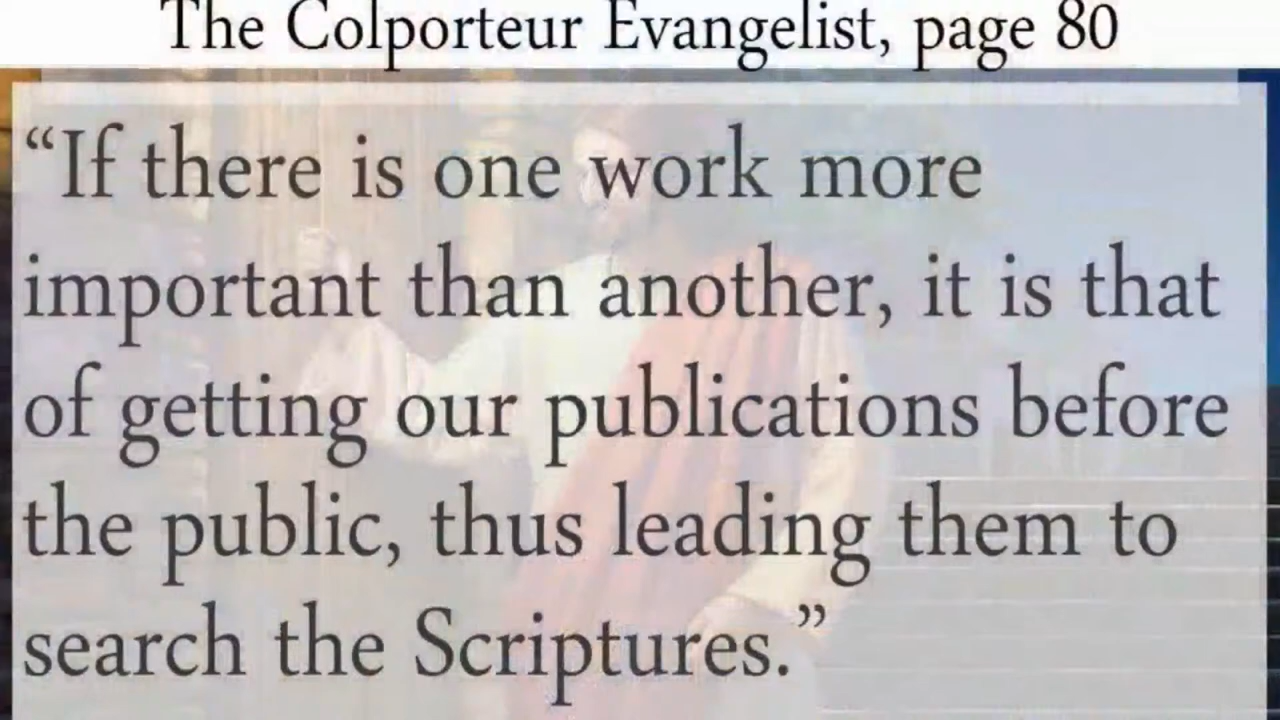 The Colporteur Evangelist, page 80
“If there is one work more
important than another, it is that
of getting our publications before
the public, thus leading them to
search the Scriptures.”